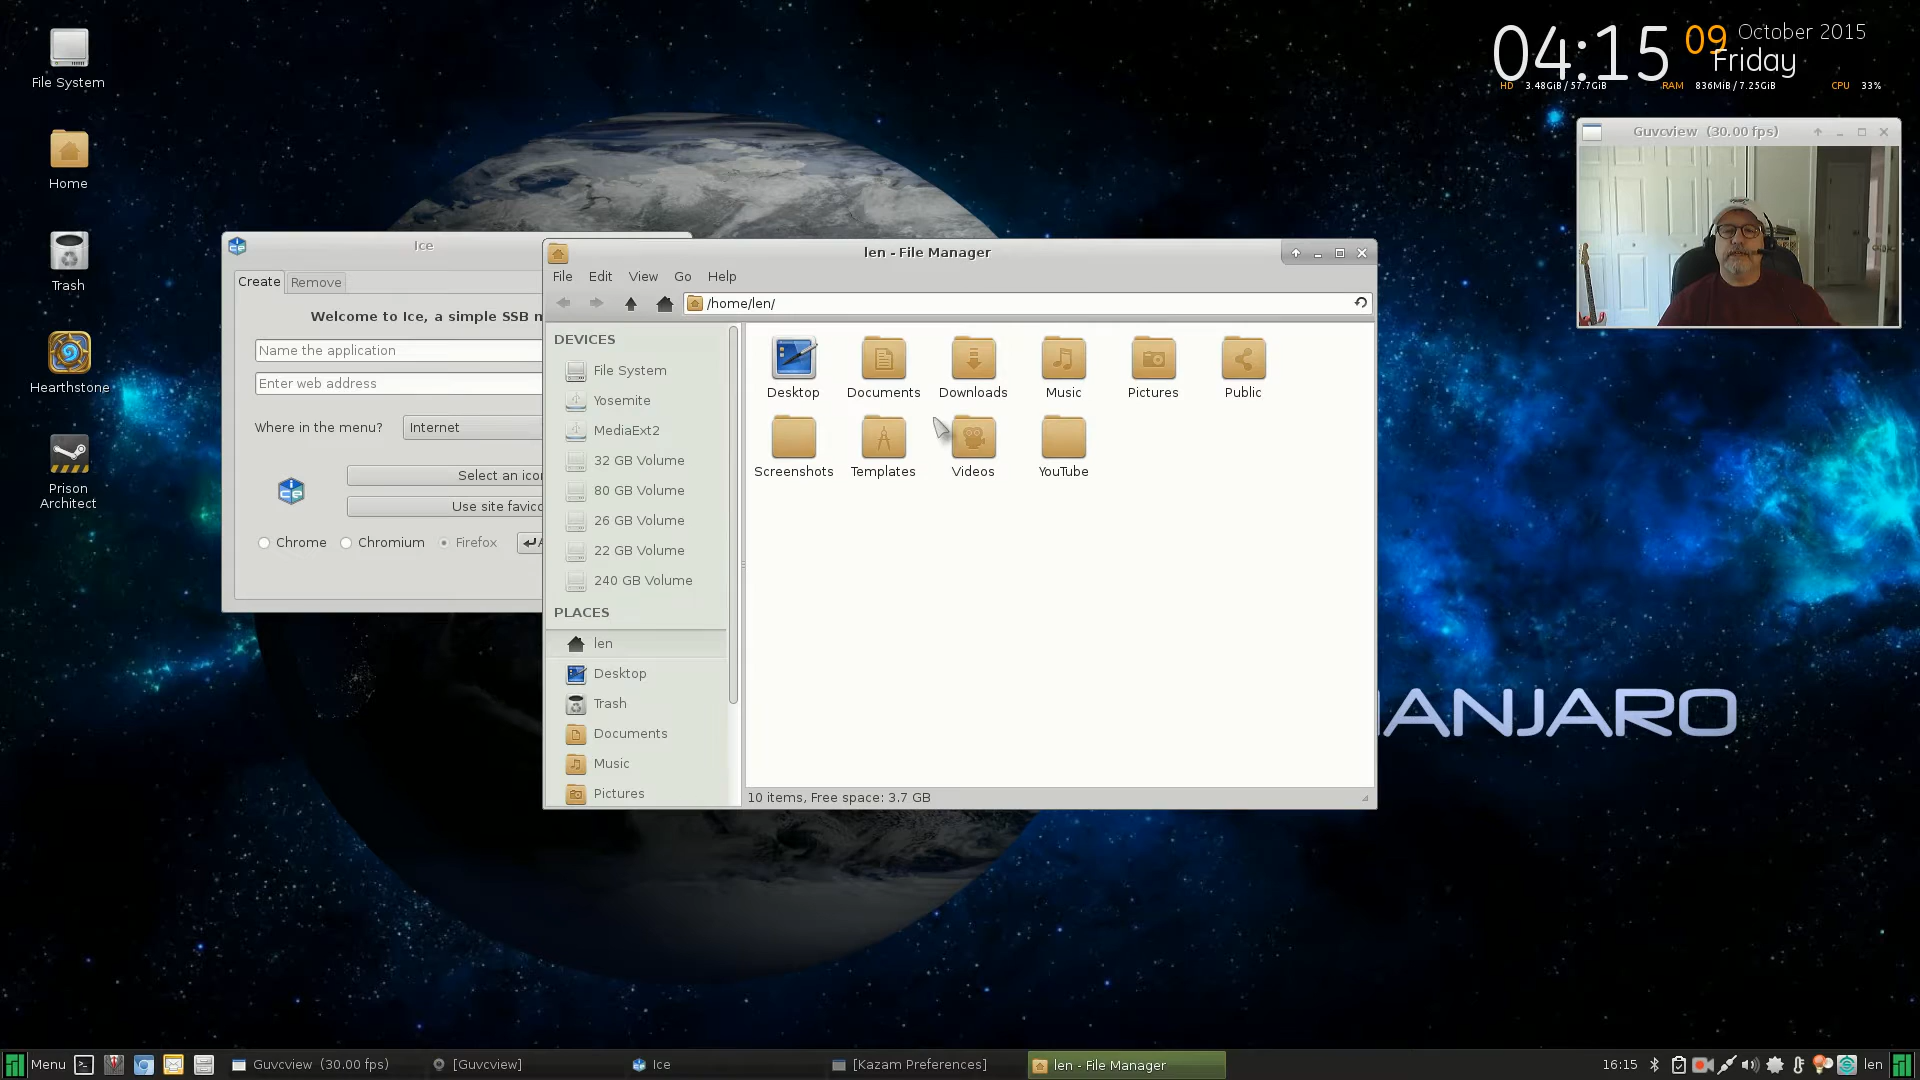 File System
Home
Trash
Hearthstone
Prison
Architect
04:15
09
October 2015
Friday
HD 3.48GiB / 57.7GiB RAM 836MiB / 7.25GiB CPU 33%
Guvcview (30.00 fps)
Ice
Create Remove
Welcome to Ice, a simple SSB m
Name the application
Enter web address
Where in the menu? Internet
Select an icon
Use site favico
Chrome Chromium Firefox
len - File Manager
File Edit View Go Help
/home/len/
DEVICES
File System
Yosemite
MediaExt2
32 GB Volume
80 GB Volume
26 GB Volume
22 GB Volume
240 GB Volume
PLACES
len
Desktop
Trash
Documents
Music
Pictures
Desktop Documents Downloads Music Pictures Public
Screenshots Templates Videos YouTube
10 items, Free space: 3.7 GB
ANJARO
Menu Guvcview (30.00 fps) [Guvcview] Ice [Kazam Preferences] len - File Manager 16:15 len